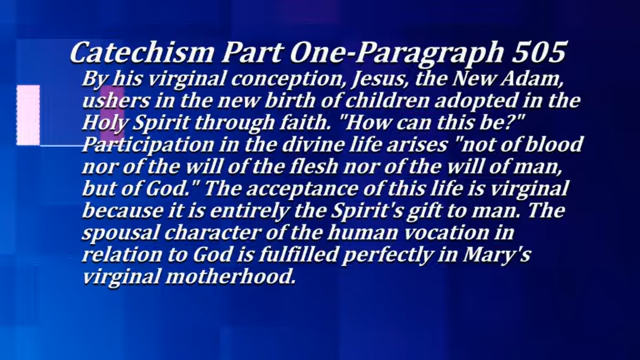 Catechism Part One-Paragraph 505
By his virginal conception, Jesus, the New Adam,
ushers in the new birth of children adopted in the
Holy Spirit through faith. "How can this be?"
Participation in the divine life arises "not of blood
nor of the will of the flesh nor of the will of man,
but of God." The acceptance of this life is virginal
because it is entirely the Spirit's gift to man. The
spousal character of the human vocation in
relation to God is fulfilled perfectly in Mary's
virginal motherhood.